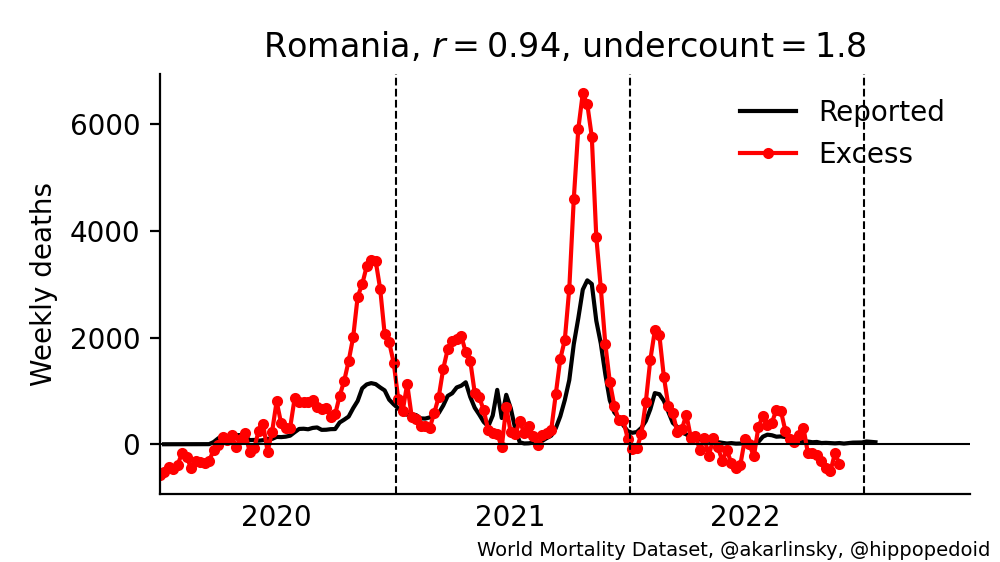 Romania, r = 0.94, undercount = 1.8
Weekly deaths
6000
4000
2000
0
Reported
Excess
2020 2021 2022
World Mortality Dataset, @akarlinsky, @hippopedoid